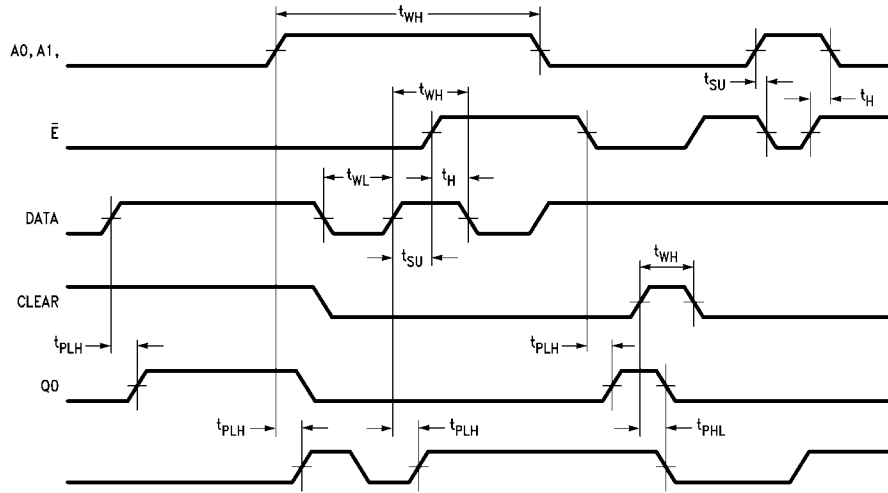 tWH
A0, A1,
tSU
tWH
tH
E̅
tWL
tH
DATA
tSU
tWH
CLEAR
tPLH
tPLH
Q0
tPLH
tPLH
tPHL